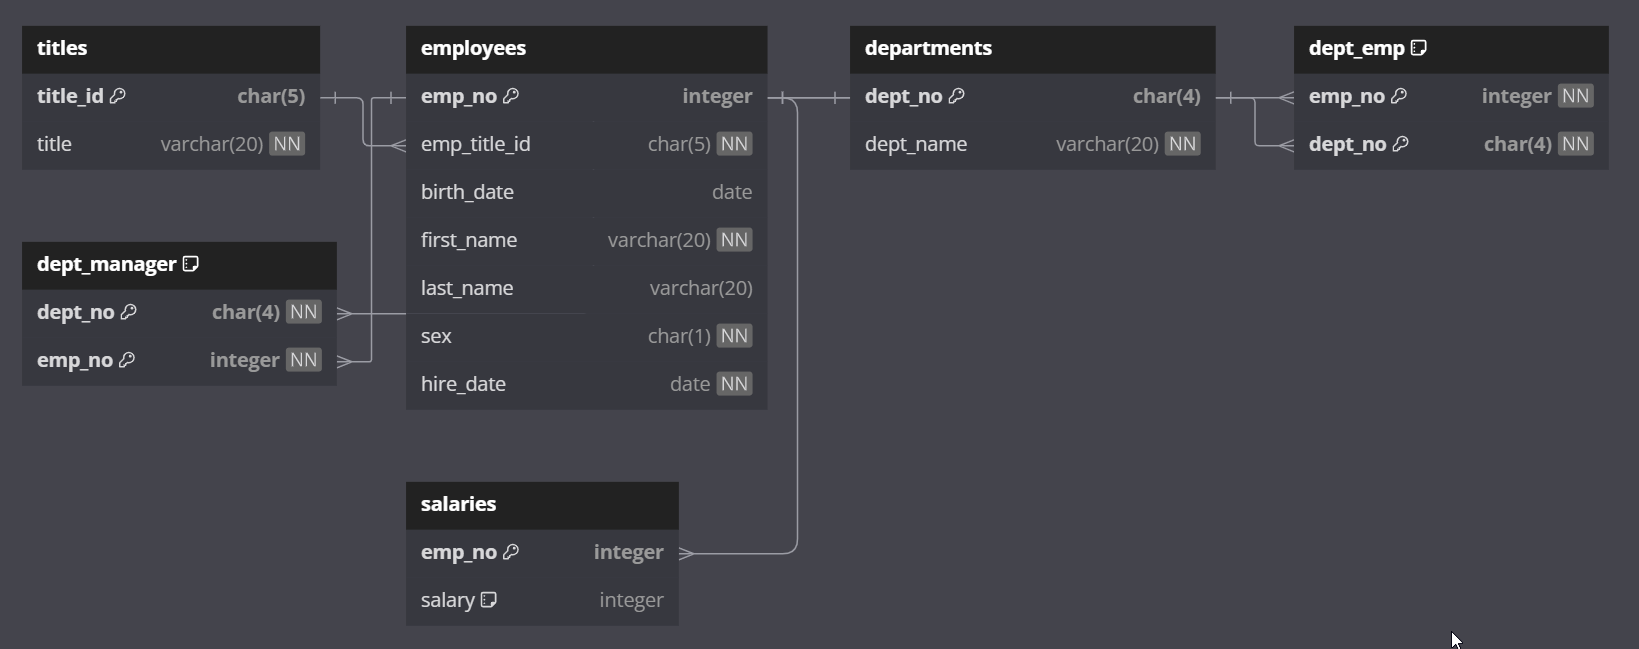 titles
title_id char(5)
title varchar(20) NN
employees
emp_no integer
emp_title_id char(5) NN
birth_date date
first_name varchar(20) NN
last_name varchar(20)
sex char(1) NN
hire_date date NN
departments
dept_no char(4)
dept_name varchar(20) NN
dept_emp
emp_no integer NN
dept_no char(4) NN
dept_manager
dept_no char(4) NN
emp_no integer NN
salaries
emp_no integer
salary integer